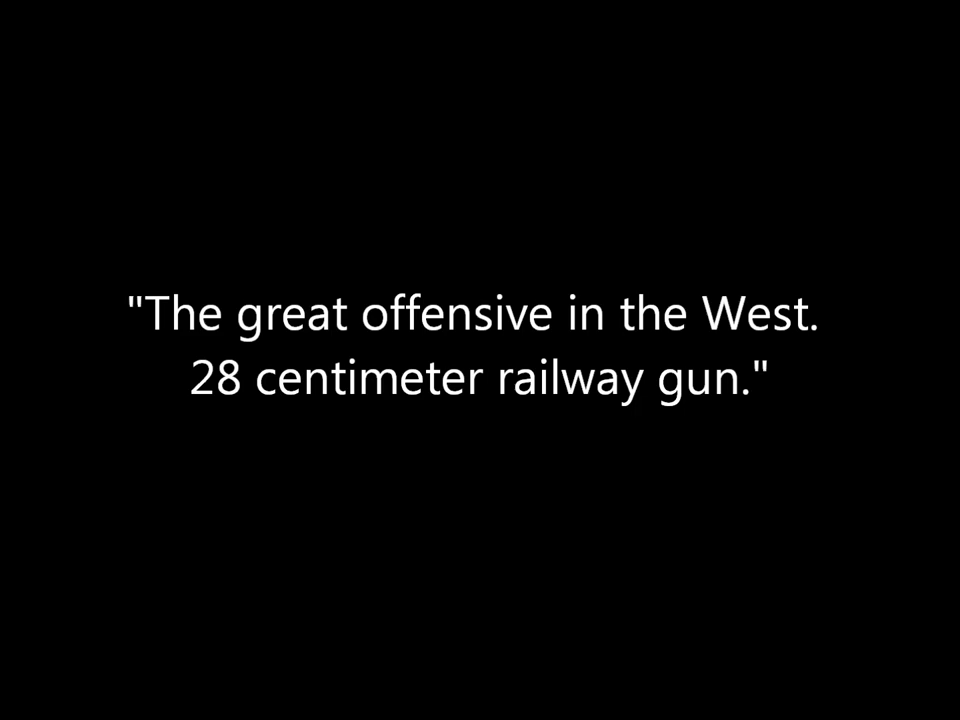 "The great offensive in the West.
28 centimeter railway gun."